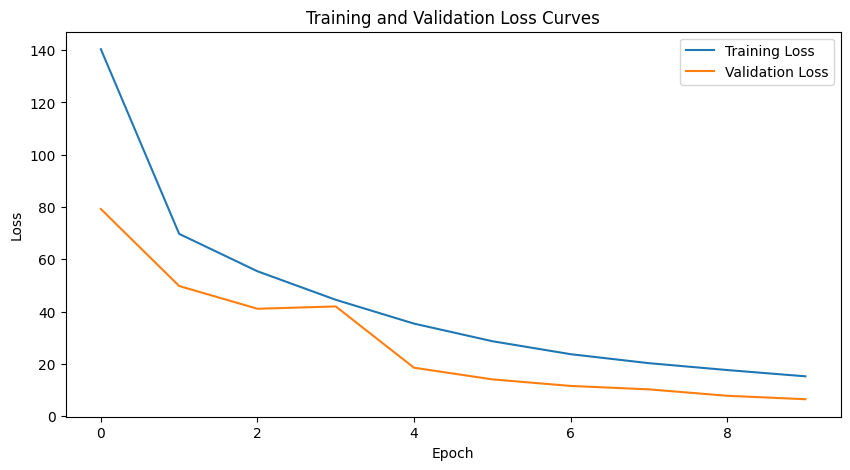 Training and Validation Loss Curves
Training Loss
Validation Loss
140
120
100
80
60
40
20
0
Loss
0 2 4 6 8
Epoch